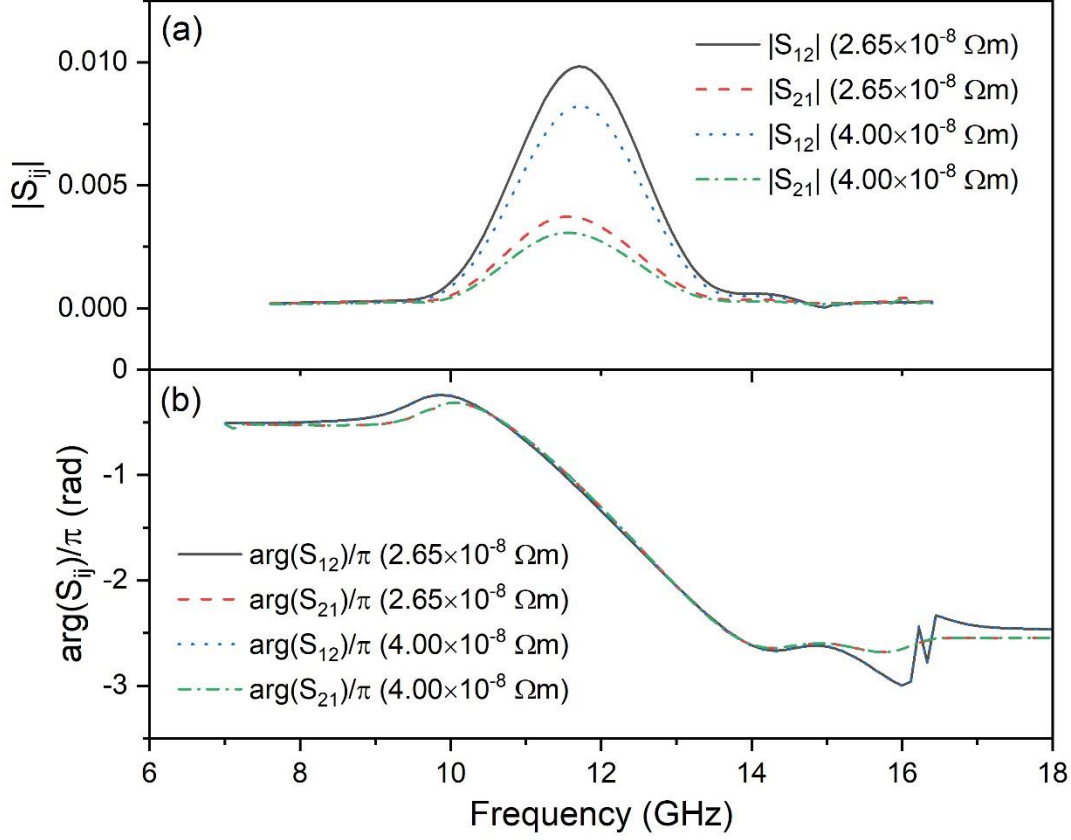 (a)
|S₁₂| (2.65×10⁻⁸ Ωm)
|S₂₁| (2.65×10⁻⁸ Ωm)
|S₁₂| (4.00×10⁻⁸ Ωm)
|S₂₁| (4.00×10⁻⁸ Ωm)
0.010
0.005
0.000
|Sᵢⱼ|
0
(b)
-1
-2
-3
arg(Sᵢⱼ)/π (rad)
arg(S₁₂)/π (2.65×10⁻⁸ Ωm)
arg(S₂₁)/π (2.65×10⁻⁸ Ωm)
arg(S₁₂)/π (4.00×10⁻⁸ Ωm)
arg(S₂₁)/π (4.00×10⁻⁸ Ωm)
6 8 10 12 14 16 18
Frequency (GHz)